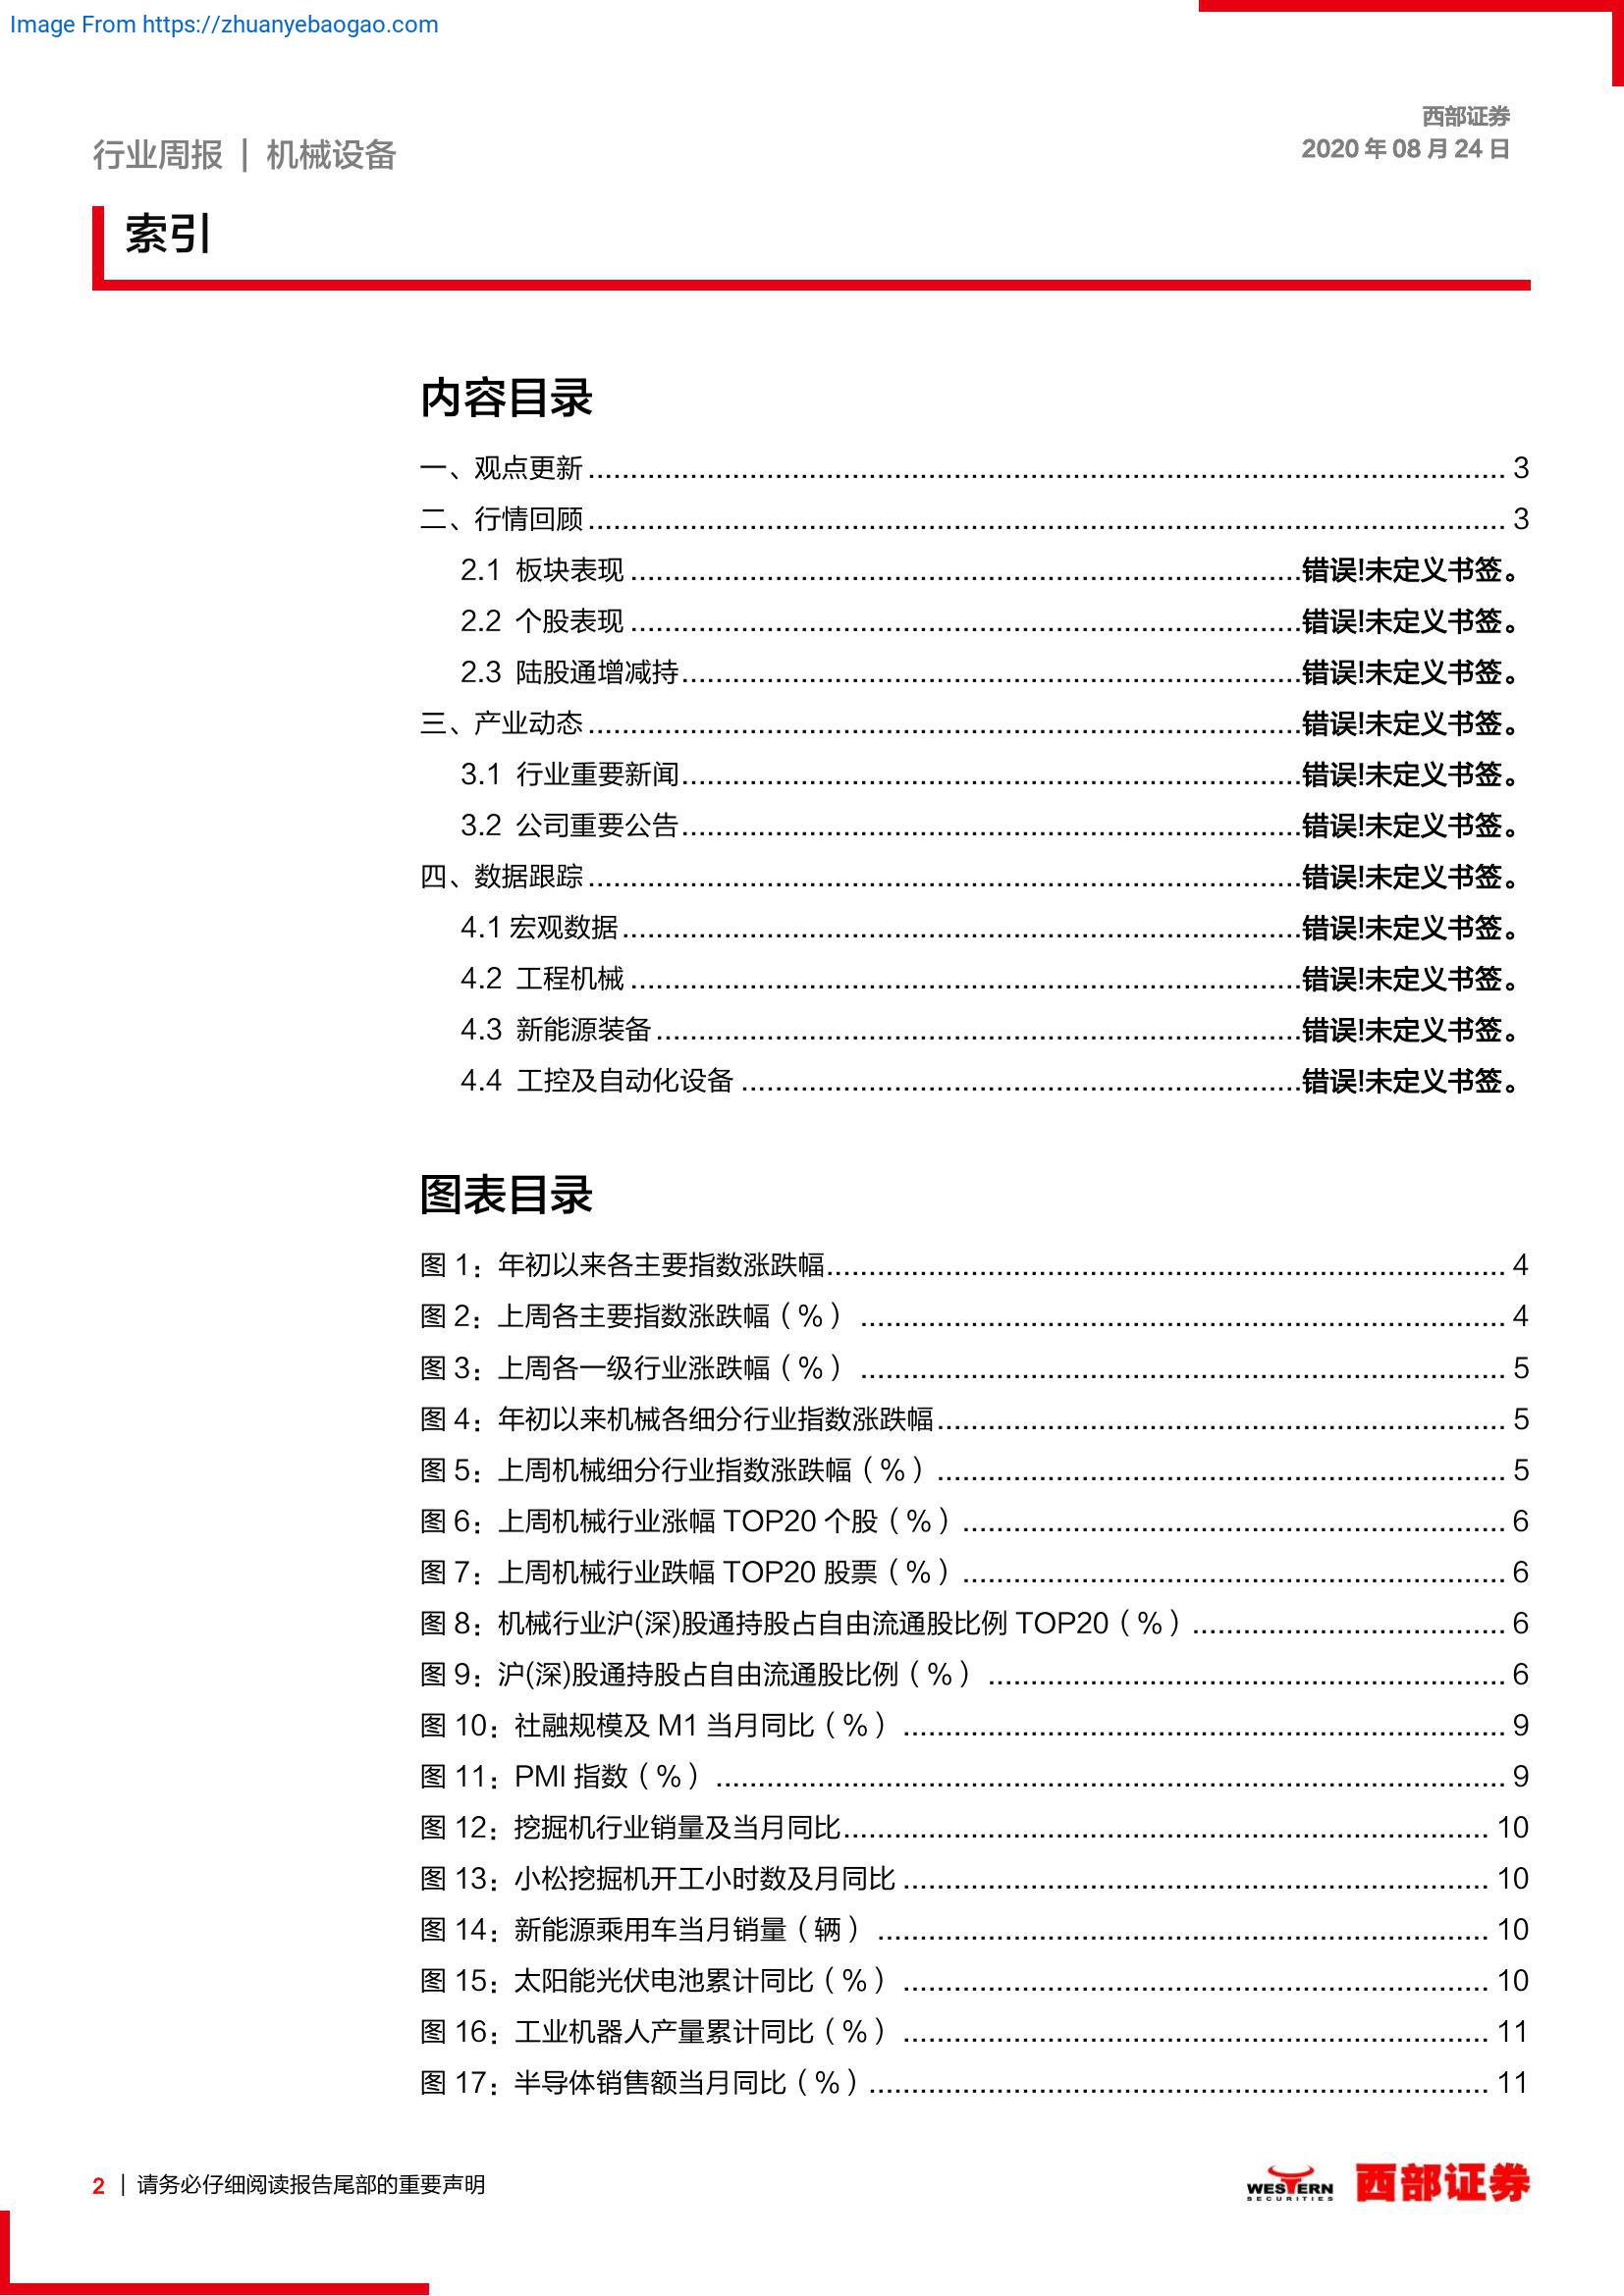 Image From https://zhuanyebaogao.com
西部证券
2020 年 08 月 24 日
行业周报 | 机械设备
索引
内容目录
一、观点更新 3
二、行情回顾 3
2.1 板块表现 错误!未定义书签。
2.2 个股表现 错误!未定义书签。
2.3 陆股通增减持 错误!未定义书签。
三、产业动态 错误!未定义书签。
3.1 行业重要新闻 错误!未定义书签。
3.2 公司重要公告 错误!未定义书签。
四、数据跟踪 错误!未定义书签。
4.1 宏观数据 错误!未定义书签。
4.2 工程机械 错误!未定义书签。
4.3 新能源装备 错误!未定义书签。
4.4 工控及自动化设备 错误!未定义书签。
图表目录
图 1：年初以来各主要指数涨跌幅 4
图 2：上周各主要指数涨跌幅（%） 4
图 3：上周各一级行业涨跌幅（%） 5
图 4：年初以来机械各细分行业指数涨跌幅 5
图 5：上周机械细分行业指数涨跌幅（%） 5
图 6：上周机械行业涨幅 TOP20 个股（%） 6
图 7：上周机械行业跌幅 TOP20 股票（%） 6
图 8：机械行业沪(深)股通持股占自由流通股比例 TOP20（%） 6
图 9：沪(深)股通持股占自由流通股比例（%） 6
图 10：社融规模及 M1 当月同比（%） 9
图 11：PMI 指数（%） 9
图 12：挖掘机行业销量及当月同比 10
图 13：小松挖掘机开工小时数及月同比 10
图 14：新能源乘用车当月销量（辆） 10
图 15：太阳能光伏电池累计同比（%） 10
图 16：工业机器人产量累计同比（%） 11
图 17：半导体销售额当月同比（%） 11
2 | 请务必仔细阅读报告尾部的重要声明
WESTERN
SECURITIES
西部证券